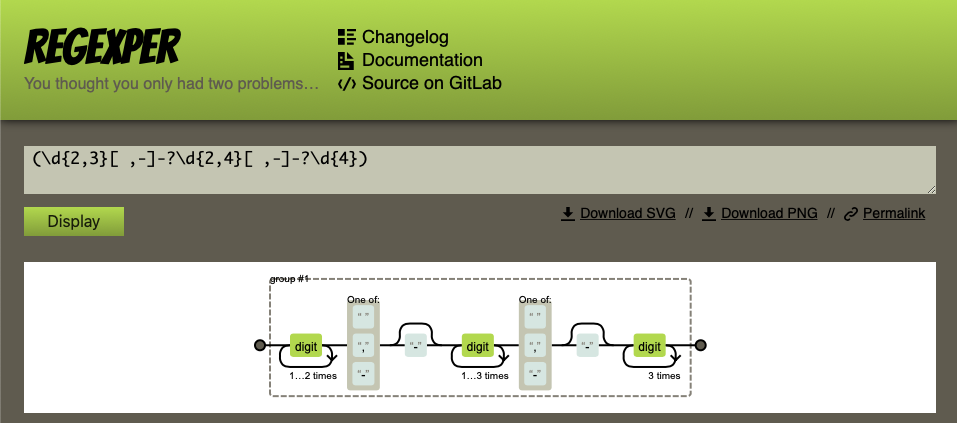 REGEXPER
You thought you only had two problems…
Changelog
Documentation
Source on GitLab
(\d{2,3}[ ,-]-?\d{2,4}[ ,-]-?\d{4})
Display
Download SVG // Download PNG // Permalink
group #1
One of: One of:
“ ” “ ”
digit “,” “-” digit “,” “-” digit
“-” “-”
1…2 times 1…3 times 3 times